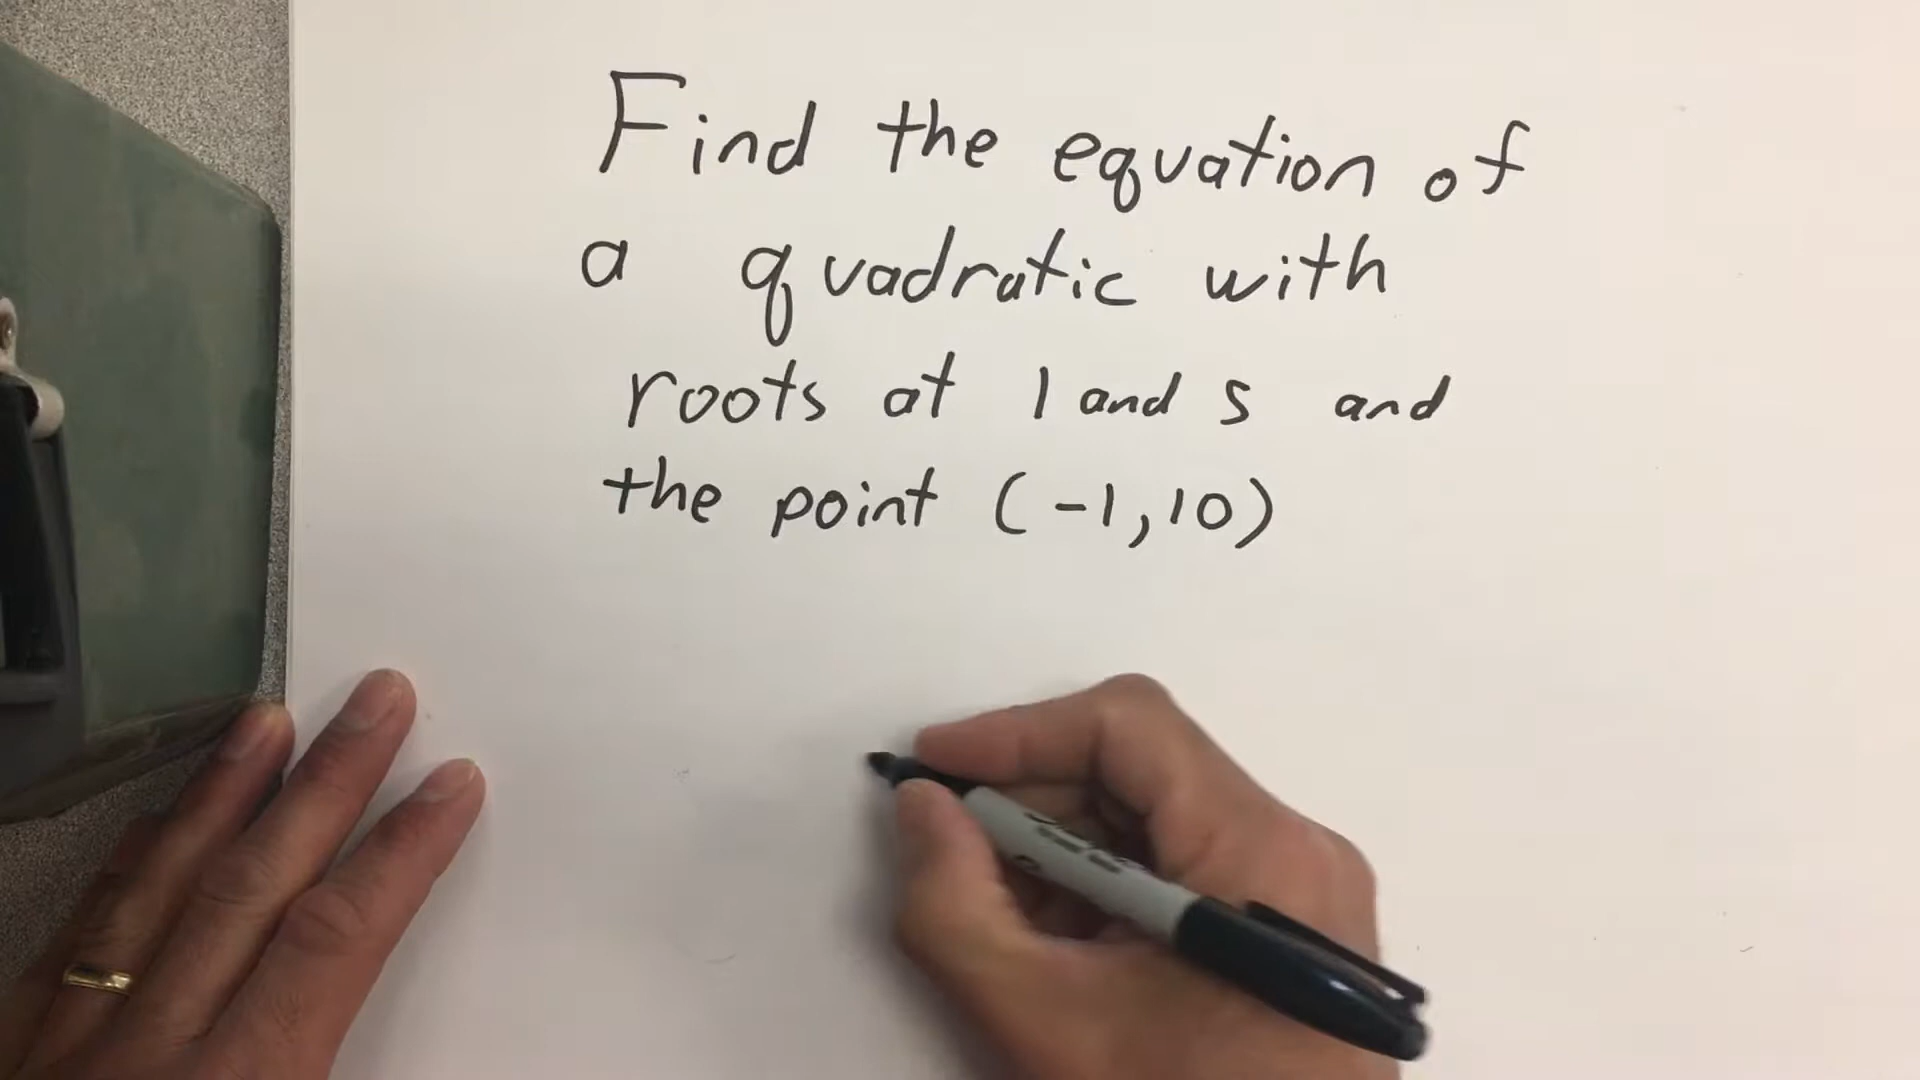 Find the equation of
a quadratic with
roots at 1 and 5 and
the point (-1,10)